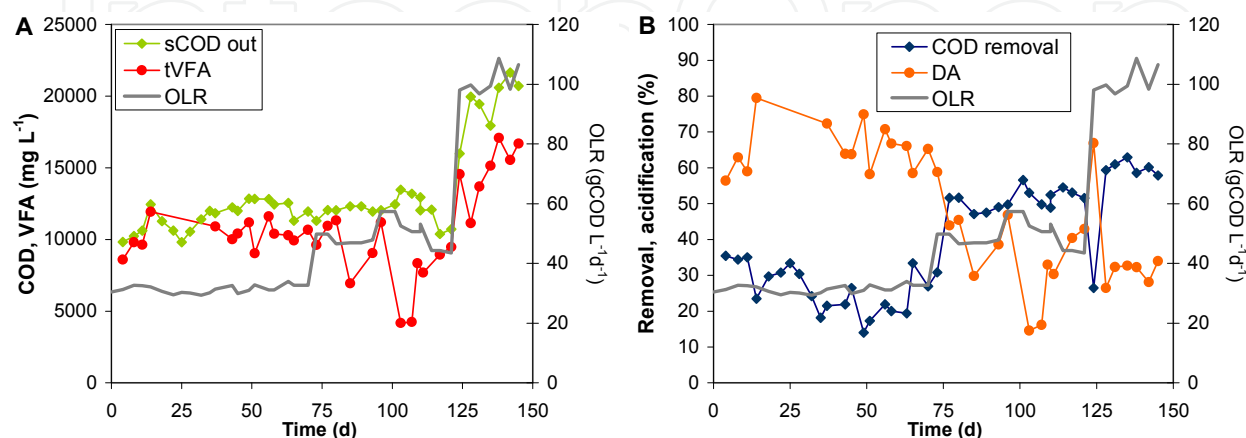 A
sCOD out
tVFA
OLR
COD, VFA (mg L⁻¹)
25000
20000
15000
10000
5000
0
0 25 50 75 100 125 150
Time (d)
120
100
80
60
40
20
0
OLR (gCOD L⁻¹d⁻¹)
B
COD removal
DA
OLR
Removal, acidification (%)
100
90
80
70
60
50
40
30
20
10
0
0 25 50 75 100 125 150
Time (d)
120
100
80
60
40
20
0
OLR (gCOD L⁻¹d⁻¹)